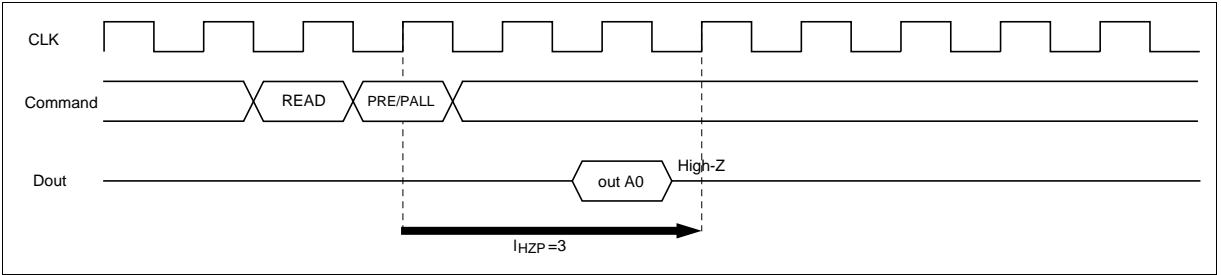 CLK
Command READ PRE/PALL
High-Z
Dout out A0
lHZP=3